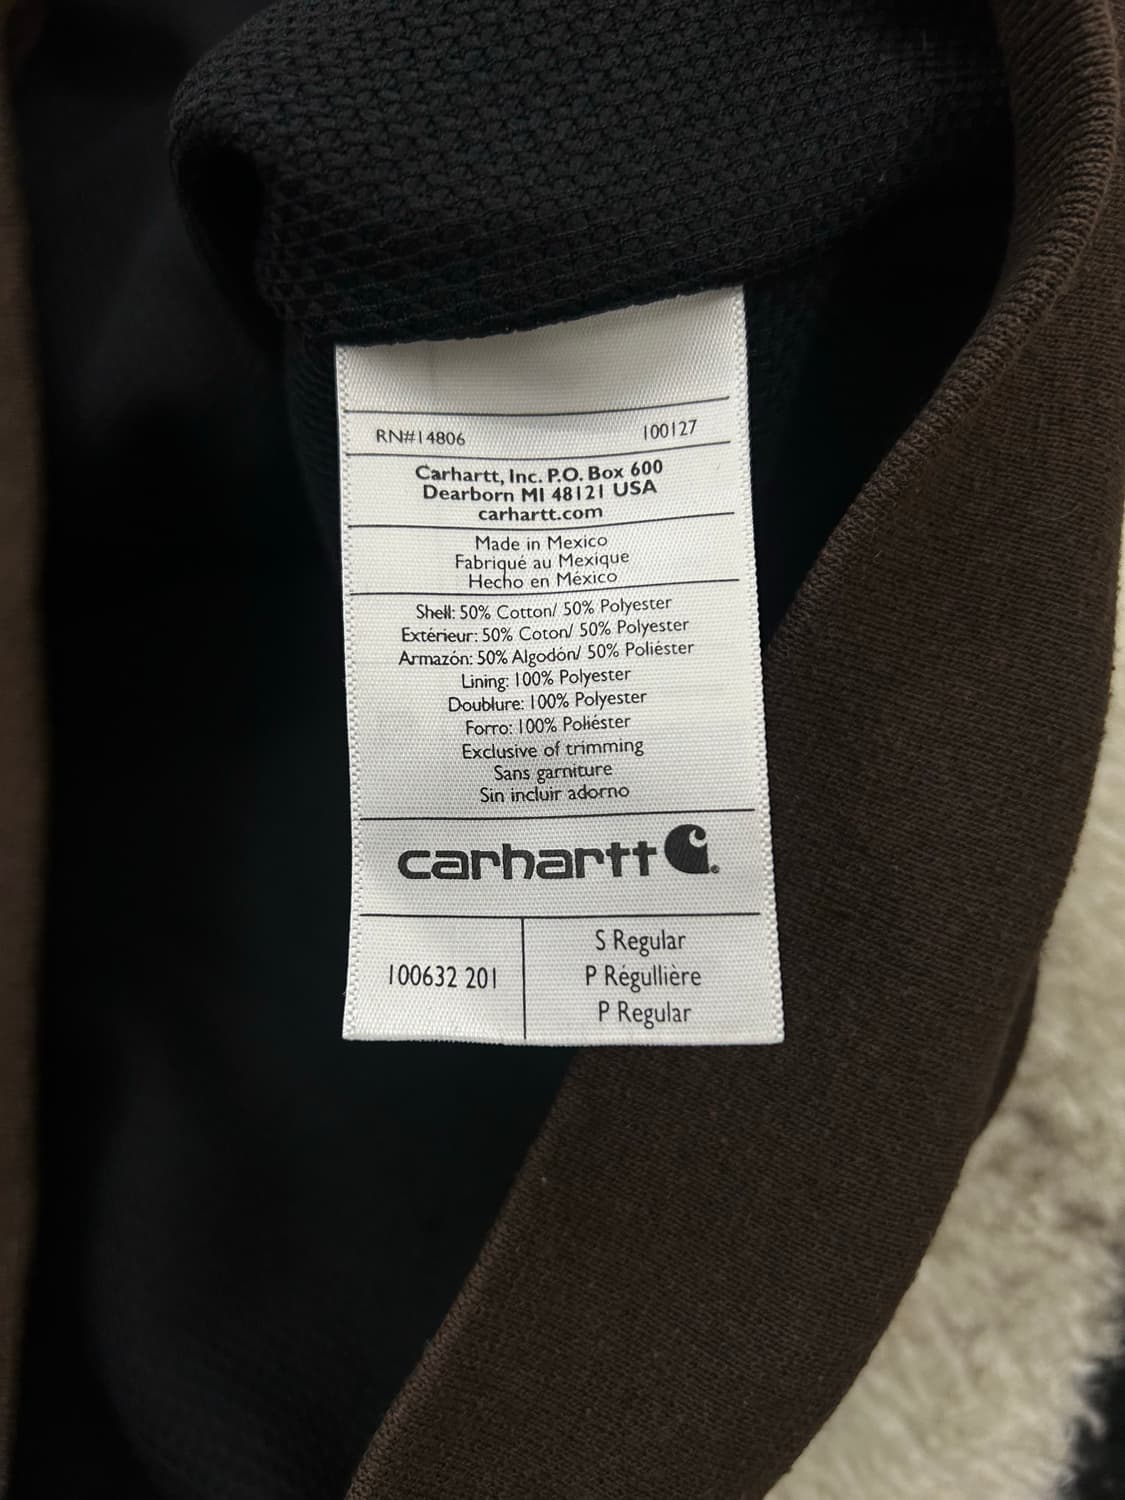 RN#14806 100127
Carhartt, Inc. P.O. Box 600
Dearborn MI 48121 USA
carhartt.com
Made in Mexico
Fabriqué au Mexique
Hecho en México
Shell: 50% Cotton/ 50% Polyester
Extérieur: 50% Coton/ 50% Polyester
Armazón: 50% Algodón/ 50% Poliéster
Lining: 100% Polyester
Doublure: 100% Polyester
Forro: 100% Poliéster
Exclusive of trimming
Sans garniture
Sin incluir adorno
carhartt
100632 201
S Regular
P Régullière
P Regular